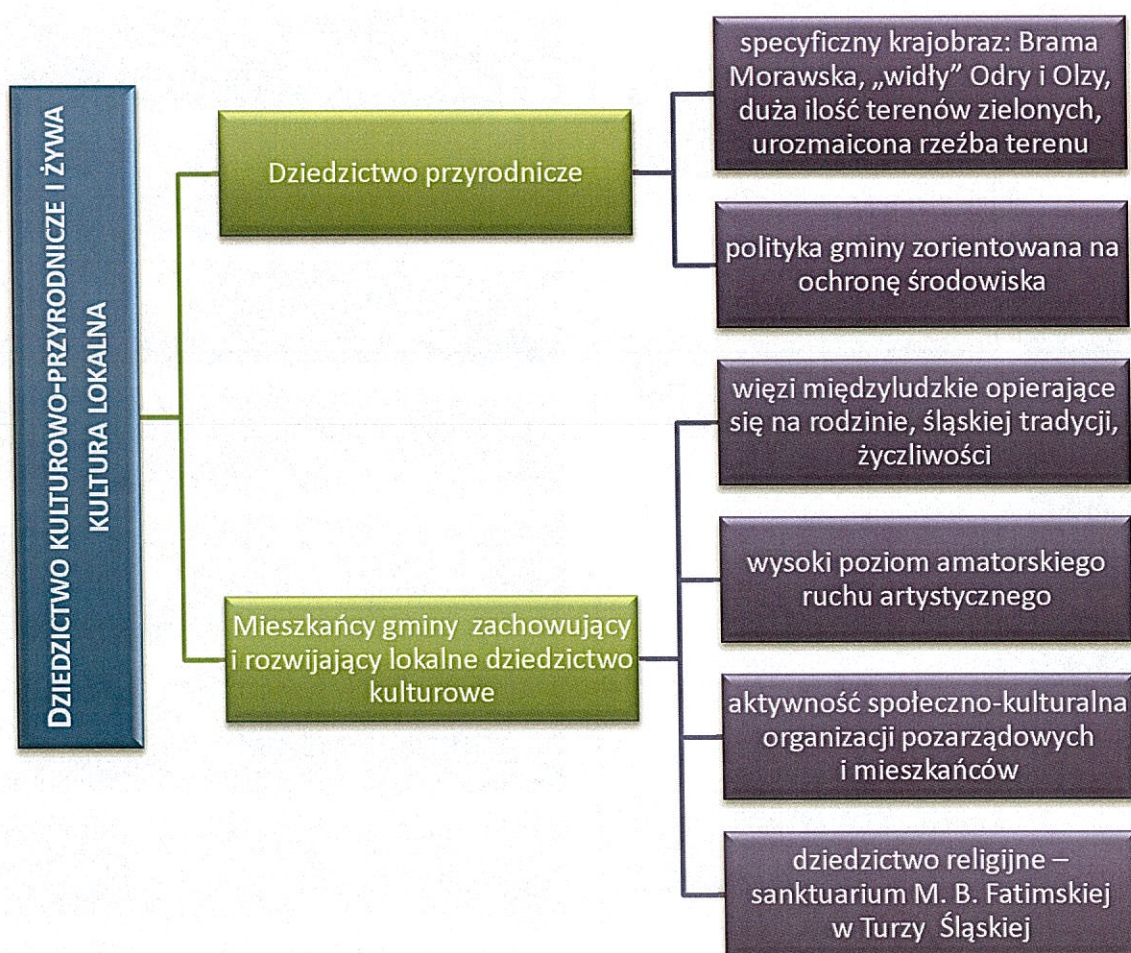 DZIEDZICTWO KULTUROWO-PRZYRODNICZE I ŻYWA
KULTURA LOKALNA
Dziedzictwo przyrodnicze
specyficzny krajobraz: Brama
Morawska, „widły” Odry i Olzy,
duża ilość terenów zielonych,
urozmaicona rzeźba terenu
polityka gminy zorientowana na
ochronę środowiska
Mieszkańcy gminy zachowujący
i rozwijający lokalne dziedzictwo
kulturowe
więzi międzyludzkie opierające
się na rodzinie, śląskiej tradycji,
życzliwości
wysoki poziom amatorskiego
ruchu artystycznego
aktywność społeczno-kulturalna
organizacji pozarządowych
i mieszkańców
dziedzictwo religijne –
sanktuarium M. B. Fatimskiej
w Turzy Śląskiej